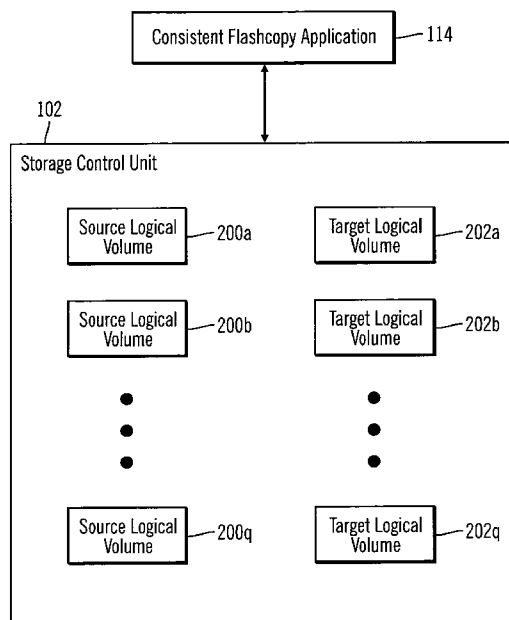 Consistent Flashcopy Application
114
102
Storage Control Unit
Source Logical
Volume
200a
Target Logical
Volume
202a
Source Logical
Volume
200b
Target Logical
Volume
202b
Source Logical
Volume
200q
Target Logical
Volume
202q